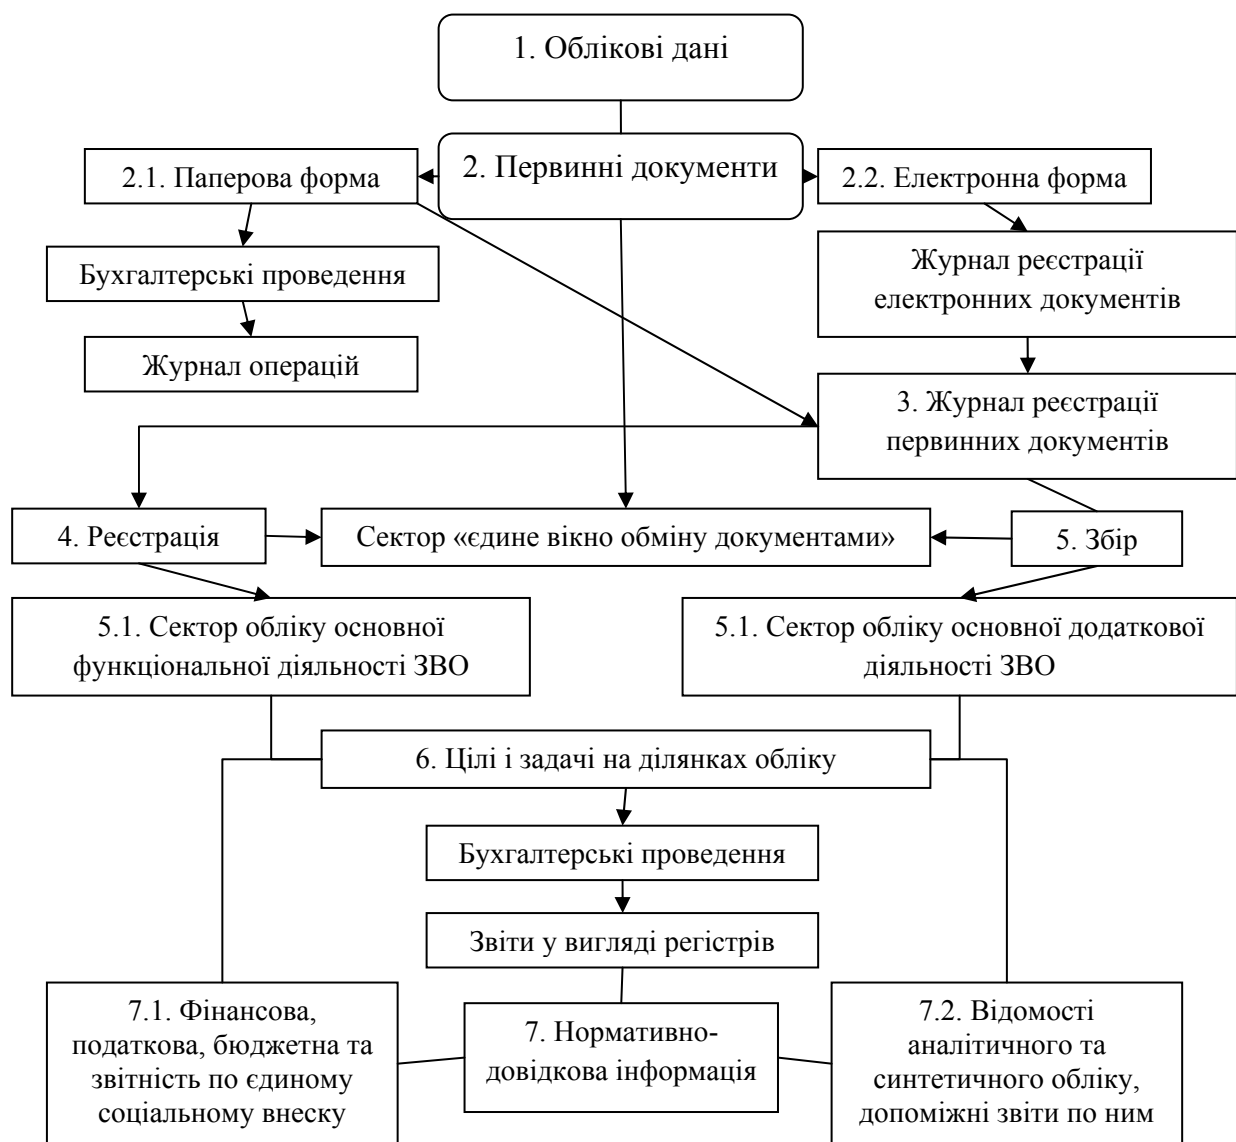 1. Облікові дані
2. Первинні документи
2.1. Паперова форма
2.2. Електронна форма
Бухгалтерські проведення
Журнал реєстрації
електронних документів
Журнал операцій
3. Журнал реєстрації
первинних документів
4. Реєстрація
Сектор «єдине вікно обміну документами»
5. Збір
5.1. Сектор обліку основної
функціональної діяльності ЗВО
5.1. Сектор обліку основної додаткової
діяльності ЗВО
6. Цілі і задачі на ділянках обліку
Бухгалтерські проведення
Звіти у вигляді регістрів
7.1. Фінансова,
податкова, бюджетна та
звітність по єдиному
соціальному внеску
7. Нормативно-
довідкова інформація
7.2. Відомості
аналітичного та
синтетичного обліку,
допоміжні звіти по ним